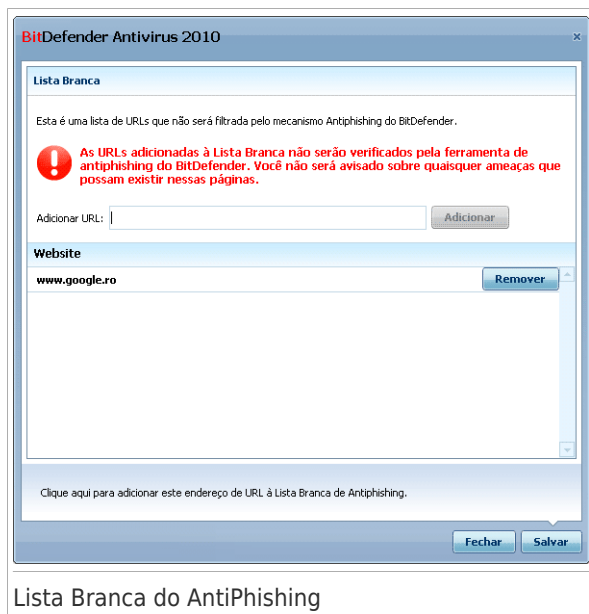 BitDefender Antivirus 2010
Lista Branca
Esta é uma lista de URLs que não será filtrada pelo mecanismo Antiphishing do BitDefender.
As URLs adicionadas à Lista Branca não serão verificados pela ferramenta de
antiphishing do BitDefender. Você não será avisado sobre quaisquer ameaças que
possam existir nessas páginas.
Adicionar URL:
Adicionar
Website
www.google.ro
Remover
Clique aqui para adicionar este endereço de URL à Lista Branca de Antiphishing.
Fechar
Salvar
Lista Branca do AntiPhishing